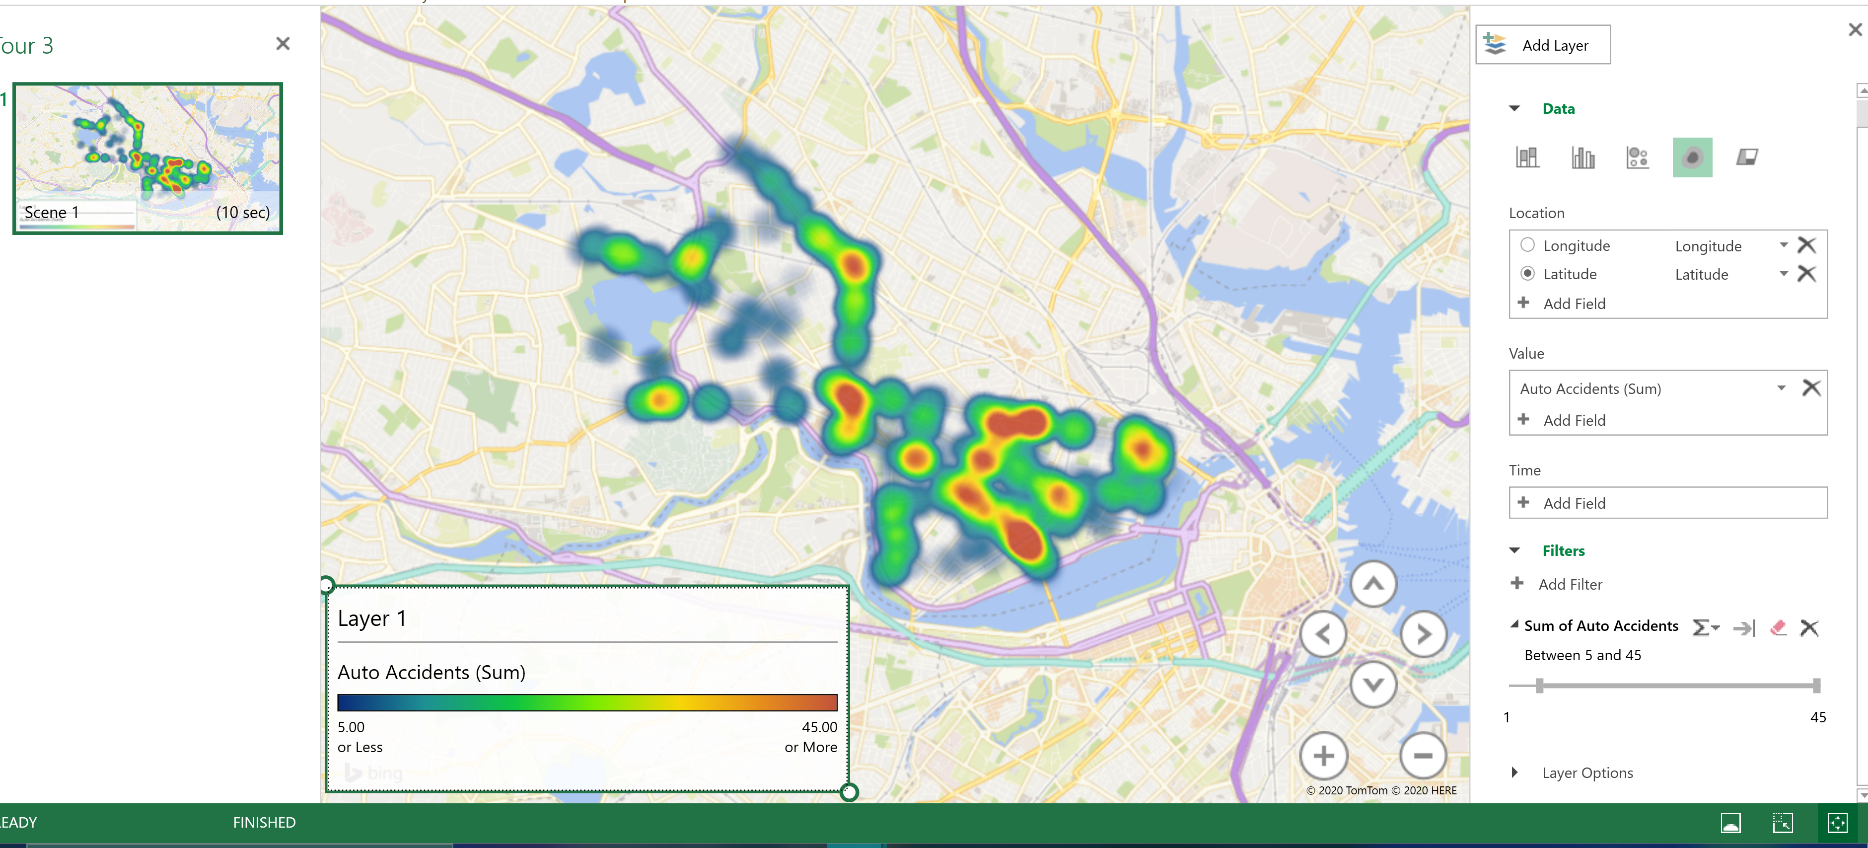 our 3
1
Scene 1 (10 sec)
Layer 1
Auto Accidents (Sum)
5.00 45.00
or Less or More
bing
© 2020 TomTom © 2020 HERE
Add Layer
Data
Location
Longitude Longitude
Latitude Latitude
Add Field
Value
Auto Accidents (Sum)
Add Field
Time
Add Field
Filters
Add Filter
Sum of Auto Accidents
Between 5 and 45
1 45
Layer Options
EADY FINISHED